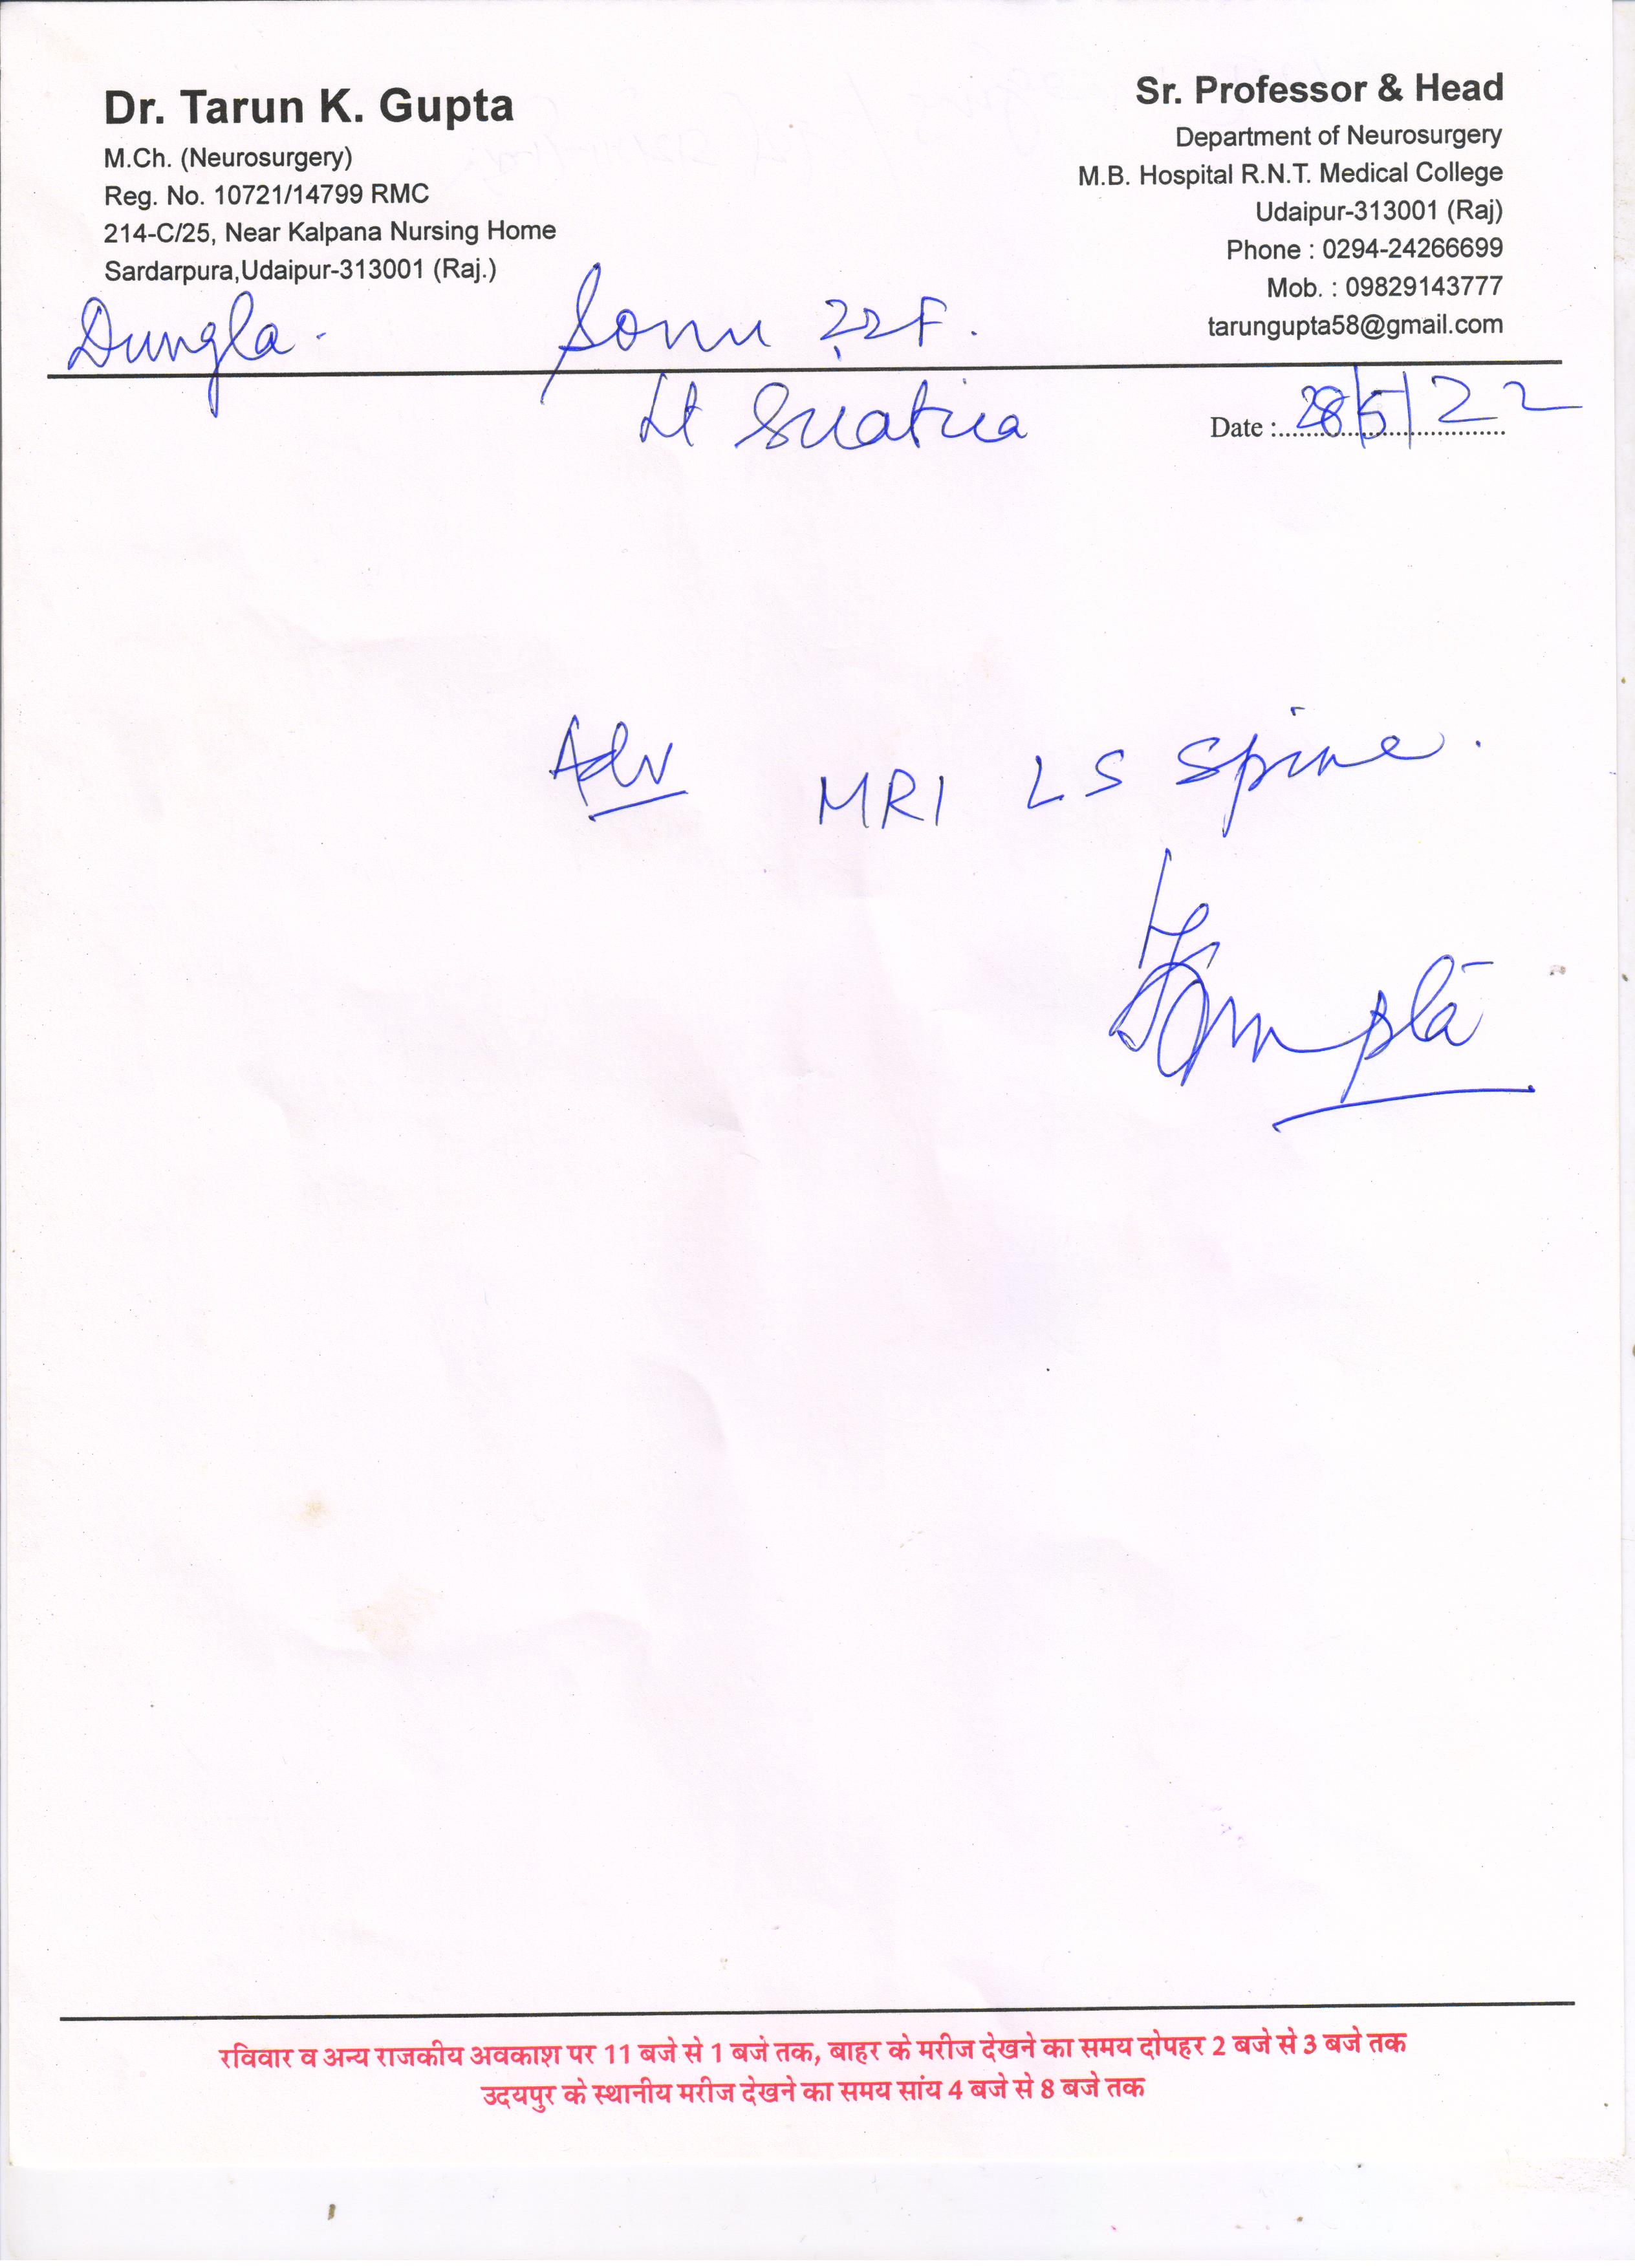 Dr. Tarun K. Gupta
M.Ch. (Neurosurgery)
Reg. No. 10721/14799 RMC
214-C/25, Near Kalpana Nursing Home
Sardarpura,Udaipur-313001 (Raj.)
Sr. Professor & Head
Department of Neurosurgery
M.B. Hospital R.N.T. Medical College
Udaipur-313001 (Raj)
Phone : 0294-24266699
Mob. : 09829143777
tarungupta58@gmail.com
Dungla. Sonu 22F.
Lt Sciatica
Date : 28/5/22
Adv MRI LS Spine.
Gupta
रविवार व अन्य राजकीय अवकाश पर 11 बजे से 1 बजे तक, बाहर के मरीज देखने का समय दोपहर 2 बजे से 3 बजे तक
उदयपुर के स्थानीय मरीज देखने का समय सांय 4 बजे से 8 बजे तक